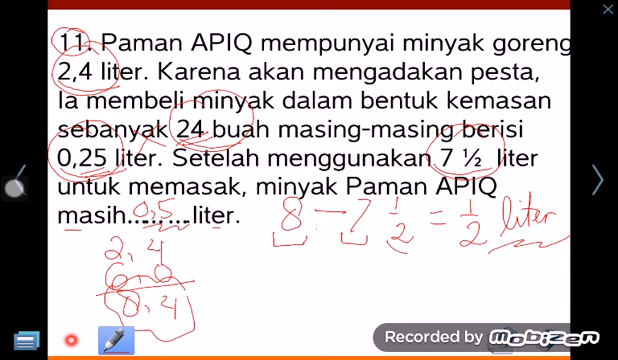 11. Paman APIQ mempunyai minyak goreng
2,4 liter. Karena akan mengadakan pesta,
Ia membeli minyak dalam bentuk kemasan
sebanyak 24 buah masing-masing berisi
0,25 liter. Setelah menggunakan 7 ½ liter
untuk memasak, minyak Paman APIQ
masih.........liter.
0,5
8 - 7 1/2 = 1/2 liter
2,4
6,0
8,4
Recorded by
MOBIZEN